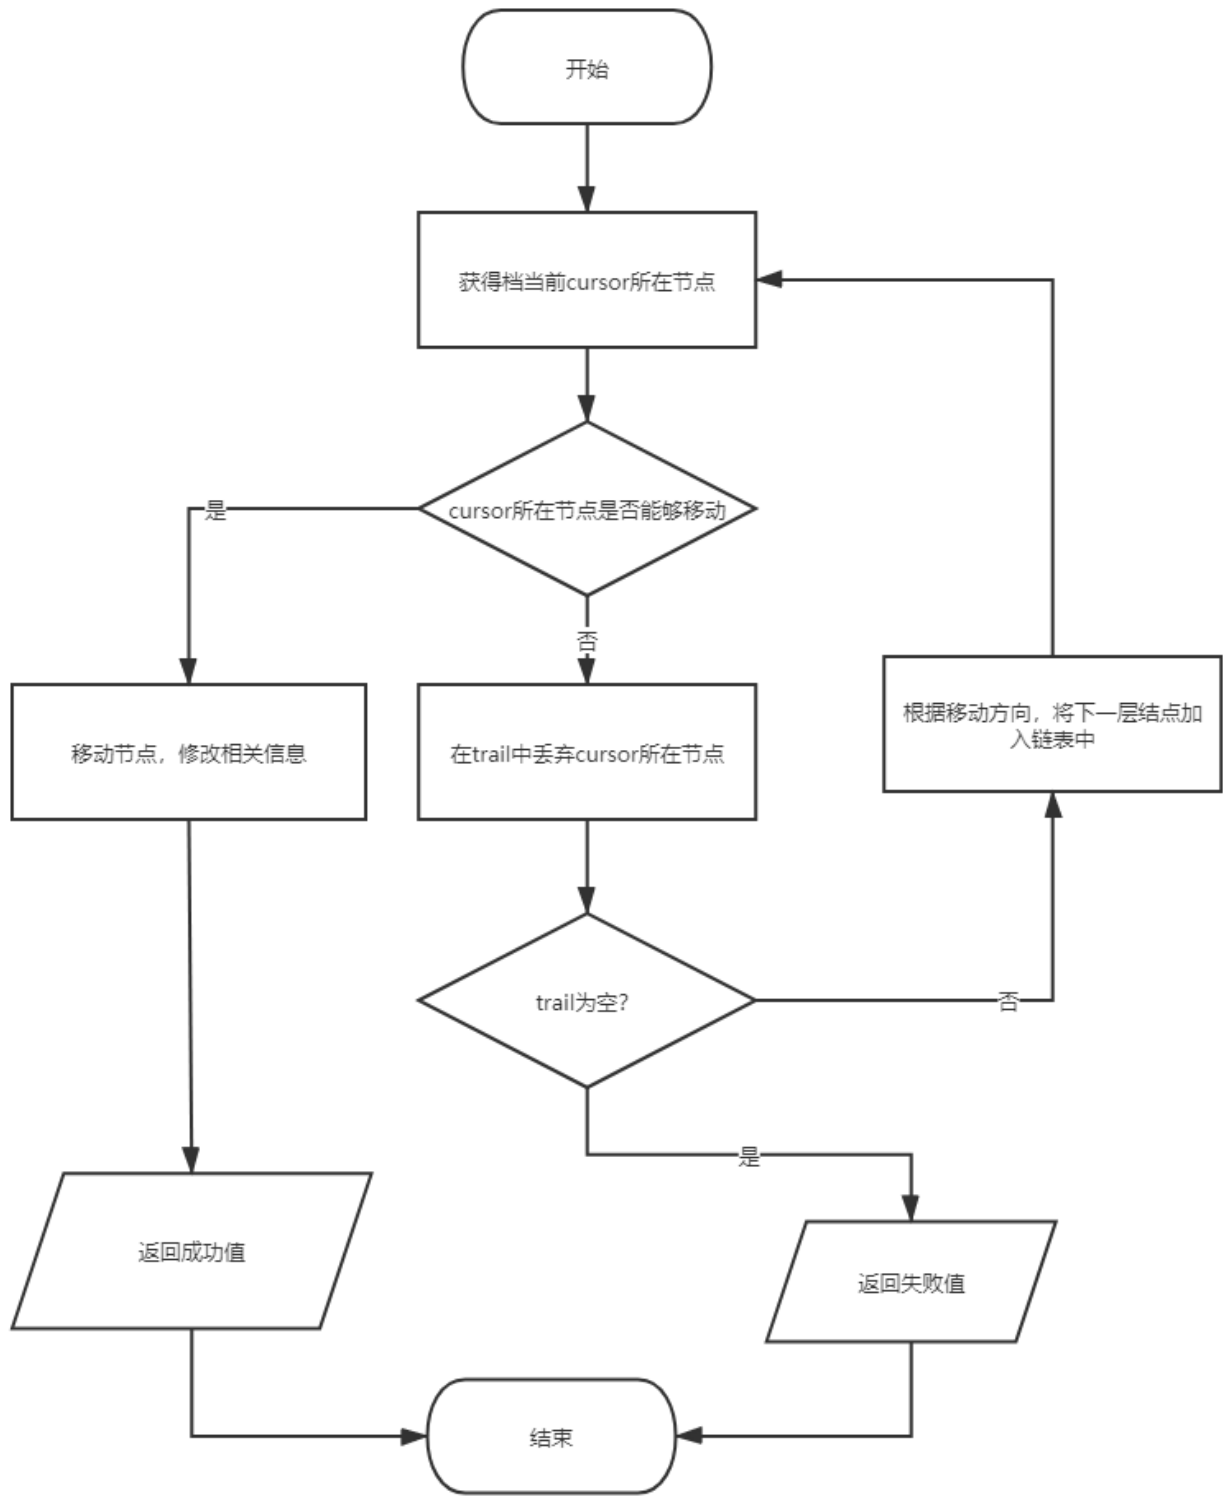 开始
获得档当前cursor所在节点
cursor所在节点是否能够移动
是
否
移动节点，修改相关信息
在trail中丢弃cursor所在节点
根据移动方向，将下一层结点加
入链表中
trail为空?
否
是
返回成功值
返回失败值
结束